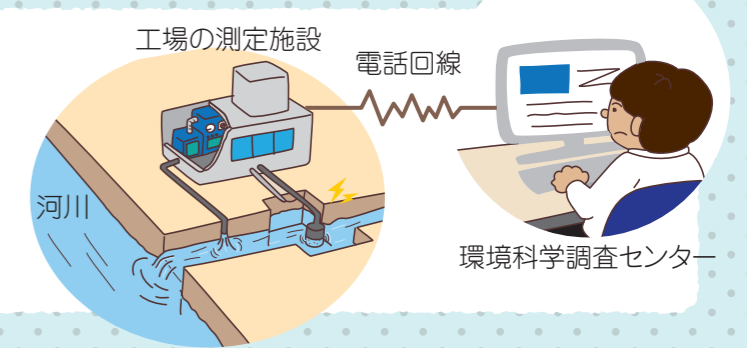 工場の測定施設
電話回線
河川
環境科学調査センター